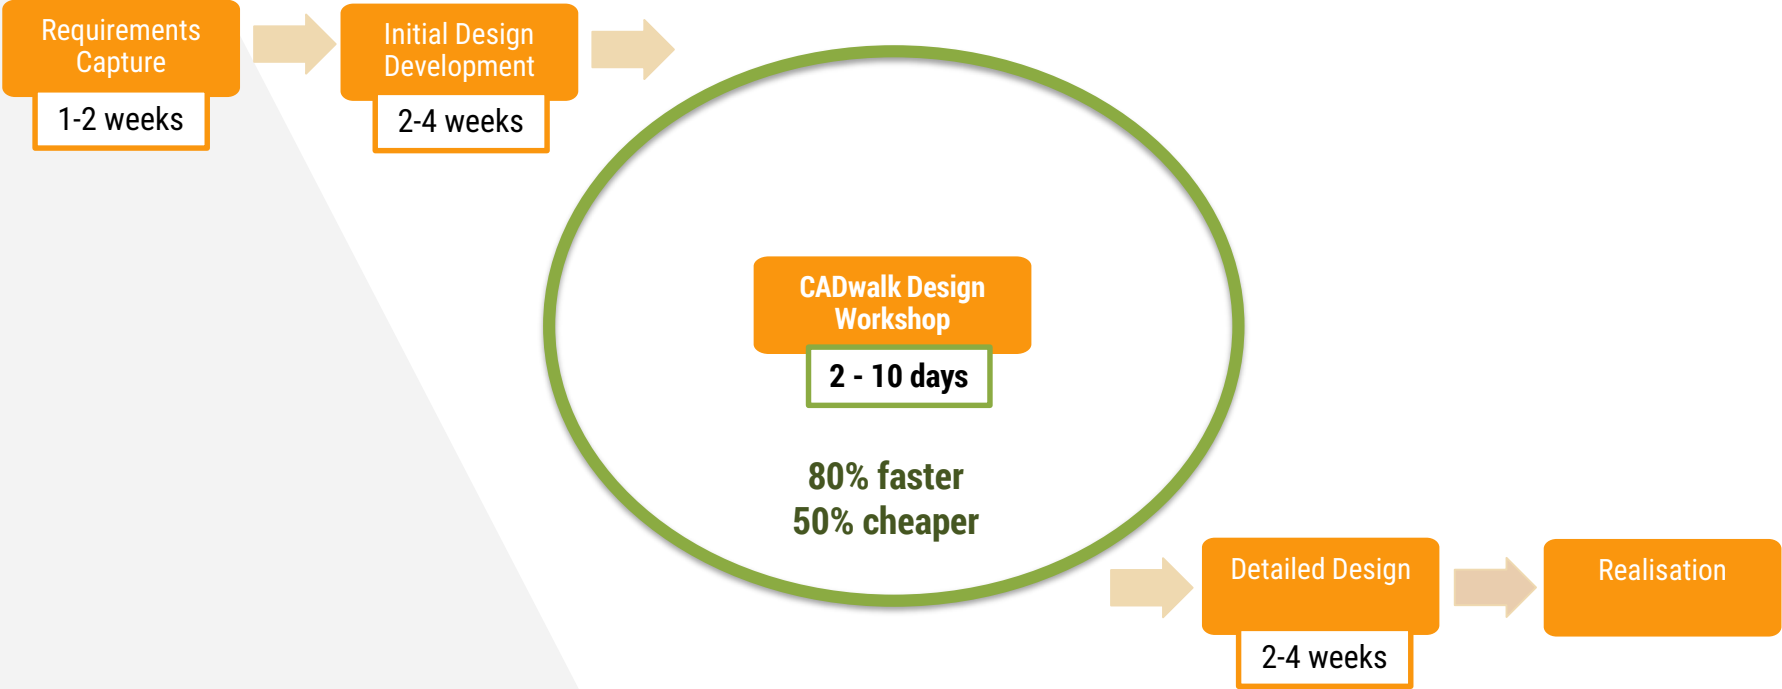 Requirements
Capture
1-2 weeks
Initial Design
Development
2-4 weeks
CADwalk Design
Workshop
2 - 10 days
80% faster
50% cheaper
Detailed Design
2-4 weeks
Realisation